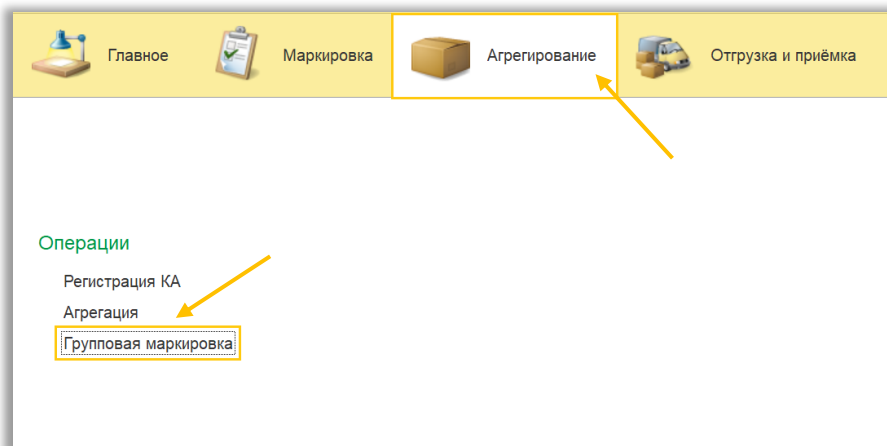 Главное
Маркировка
Агрегирование
Отгрузка и приёмка
Операции
Регистрация КА
Агрегация
Групповая маркировка